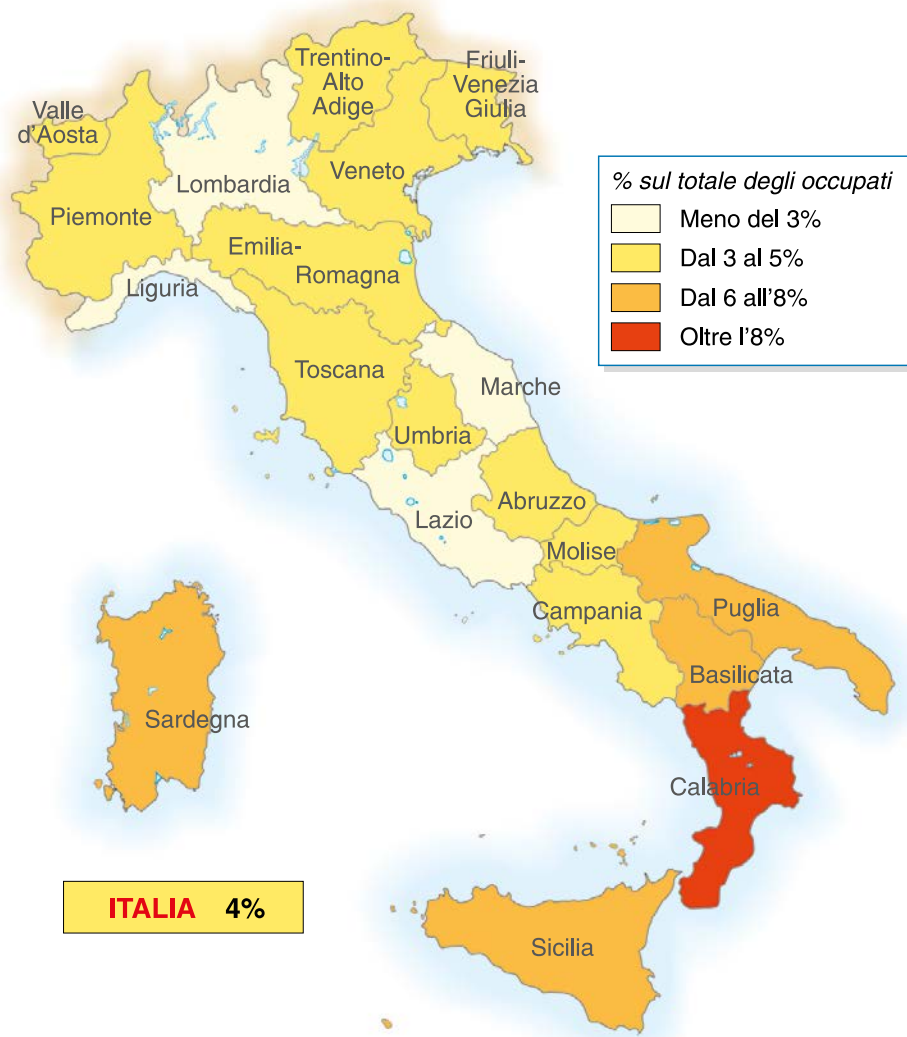 Trentino-
Alto
Adige
Friuli-
Venezia
Giulia
Valle
d'Aosta
Lombardia
Veneto
Piemonte
Emilia-
Romagna
Liguria
Toscana
Marche
Umbria
Lazio
Abruzzo
Molise
Campania
Puglia
Basilicata
Sardegna
Calabria
Sicilia
% sul totale degli occupati
Meno del 3%
Dal 3 al 5%
Dal 6 all'8%
Oltre l'8%
ITALIA 4%